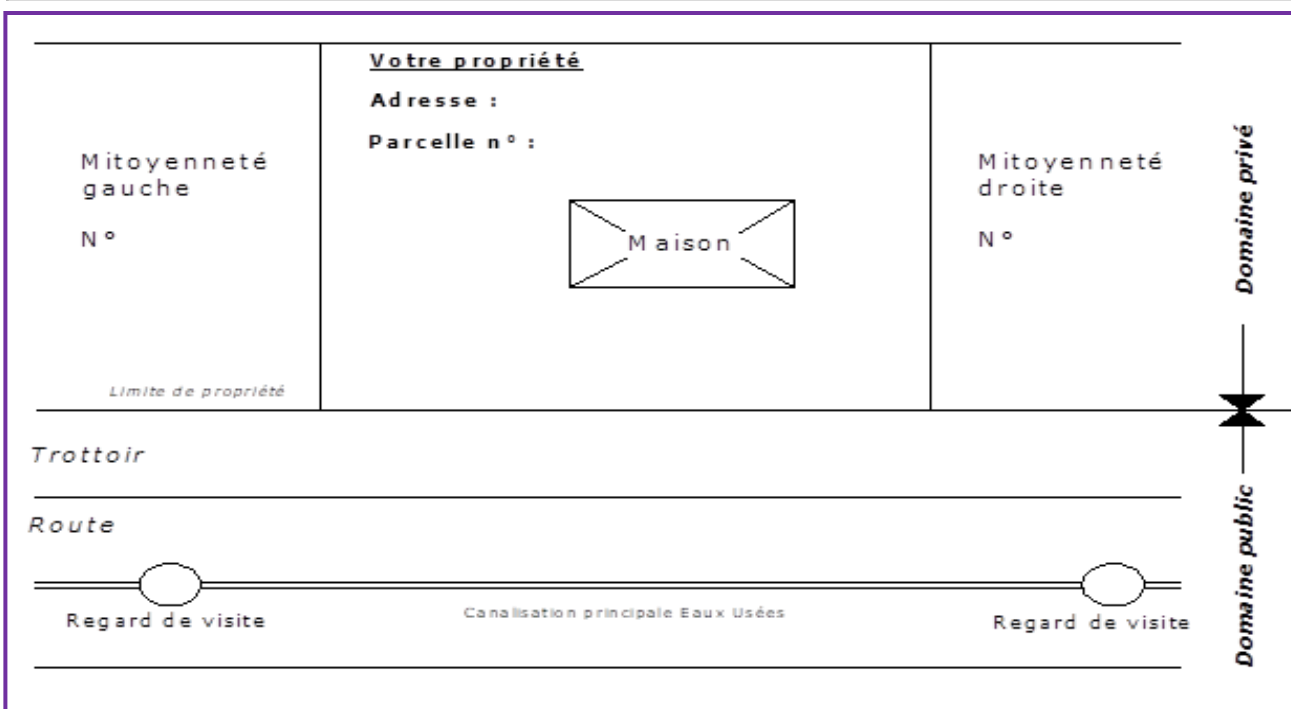 Votre propriété
Adresse :
Parcelle n° :
Mitoyenneté
gauche
N°
Maison
Mitoyenneté
droite
N°
Domaine privé
Limite de propriété
Trottoir
Route
Regard de visite
Canalisation principale Eaux Usées
Regard de visite
Domaine public